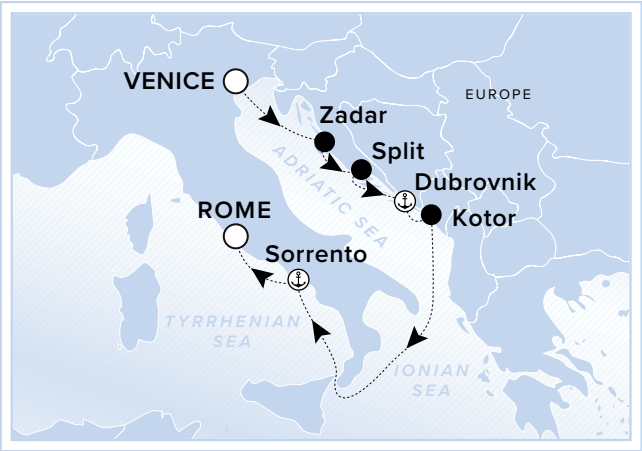 VENICE
EUROPE
Zadar
Split
ADRIATIC SEA
Dubrovnik
ROME
Kotor
Sorrento
TYRRHENIAN
SEA
IONIAN
SEA